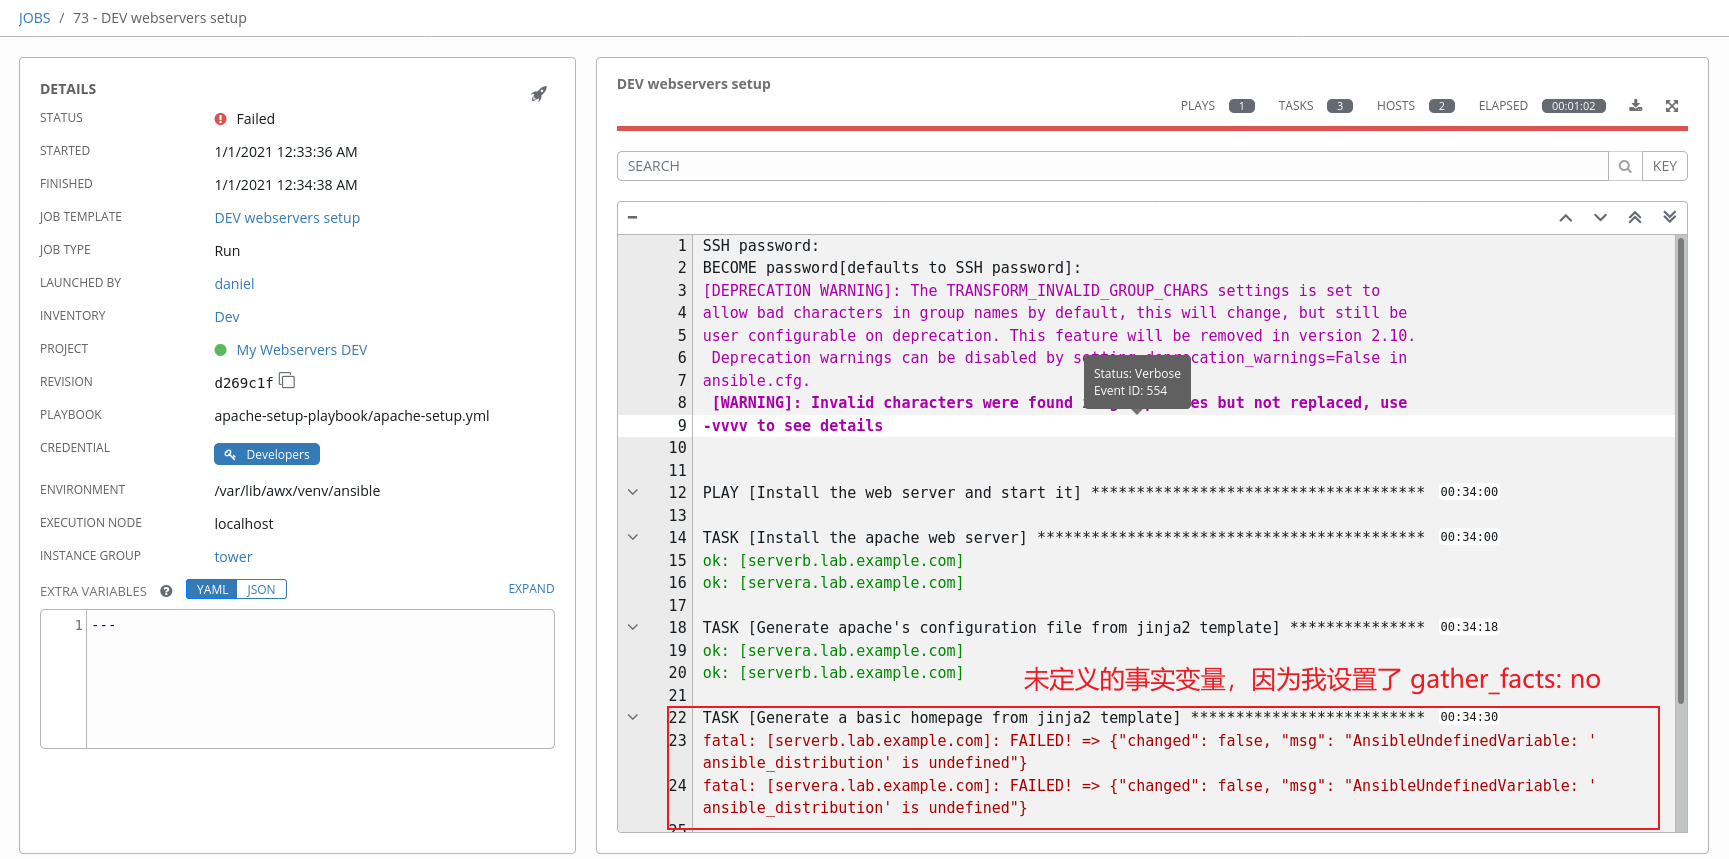 JOBS / 73 - DEV webservers setup
DETAILS
STATUS Failed
STARTED 1/1/2021 12:33:36 AM
FINISHED 1/1/2021 12:34:38 AM
JOB TEMPLATE DEV webservers setup
JOB TYPE Run
LAUNCHED BY daniel
INVENTORY Dev
PROJECT My Webservers DEV
REVISION d269c1f
PLAYBOOK apache-setup-playbook/apache-setup.yml
CREDENTIAL Developers
ENVIRONMENT /var/lib/awx/venv/ansible
EXECUTION NODE localhost
INSTANCE GROUP tower
EXTRA VARIABLES ? YAML JSON EXPAND
1 ---
DEV webservers setup
PLAYS 1 TASKS 3 HOSTS 2 ELAPSED 00:01:02
SEARCH KEY
1 SSH password:
2 BECOME password[defaults to SSH password]:
3 [DEPRECATION WARNING]: The TRANSFORM_INVALID_GROUP_CHARS settings is set to
4 allow bad characters in group names by default, this will change, but still be
5 user configurable on deprecation. This feature will be removed in version 2.10.
6 Deprecation warnings can be disabled by setting deprecation_warnings=False in
7 ansible.cfg.
Status: Verbose
Event ID: 554
8 [WARNING]: Invalid characters were found but not replaced, use
9 -vvvv to see details
10
11
12 PLAY [Install the web server and start it] ************************************* 00:34:00
13
14 TASK [Install the apache web server] ******************************************* 00:34:00
15 ok: [serverb.lab.example.com]
16 ok: [servera.lab.example.com]
17
18 TASK [Generate apache's configuration file from jinja2 template] *************** 00:34:18
19 ok: [servera.lab.example.com]
20 ok: [serverb.lab.example.com]
未定义的事实变量，因为我设置了 gather_facts: no
21
22 TASK [Generate a basic homepage from jinja2 template] ************************** 00:34:30
23 fatal: [serverb.lab.example.com]: FAILED! => {"changed": false, "msg": "AnsibleUndefinedVariable: '
ansible_distribution' is undefined"}
24 fatal: [servera.lab.example.com]: FAILED! => {"changed": false, "msg": "AnsibleUndefinedVariable: '
ansible_distribution' is undefined"}
25